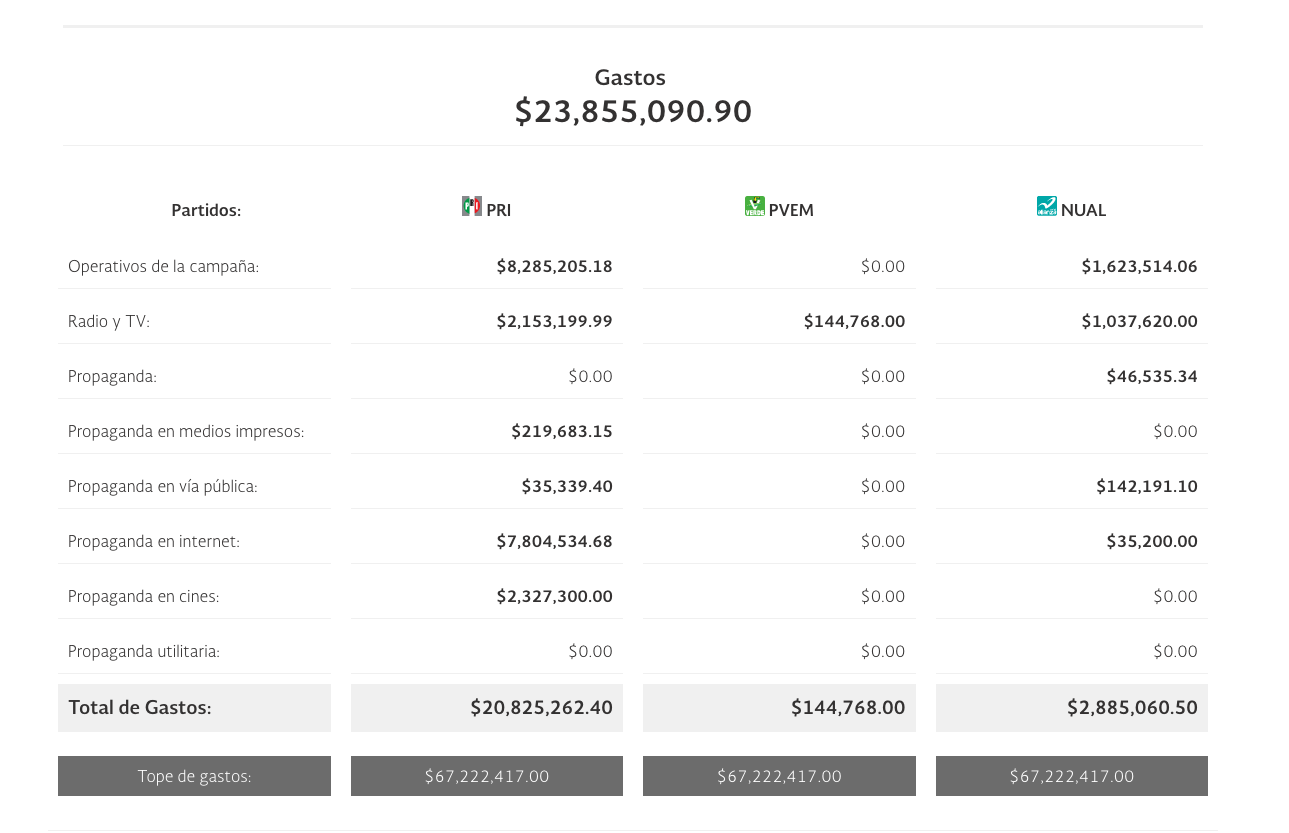 Gastos
$23,855,090.90
Partidos: PRI PVEM NUAL
Operativos de la campaña: $8,285,205.18 $0.00 $1,623,514.06
Radio y TV: $2,153,199.99 $144,768.00 $1,037,620.00
Propaganda: $0.00 $0.00 $46,535.34
Propaganda en medios impresos: $219,683.15 $0.00 $0.00
Propaganda en vía pública: $35,339.40 $0.00 $142,191.10
Propaganda en internet: $7,804,534.68 $0.00 $35,200.00
Propaganda en cines: $2,327,300.00 $0.00 $0.00
Propaganda utilitaria: $0.00 $0.00 $0.00
Total de Gastos: $20,825,262.40 $144,768.00 $2,885,060.50
Tope de gastos: $67,222,417.00 $67,222,417.00 $67,222,417.00